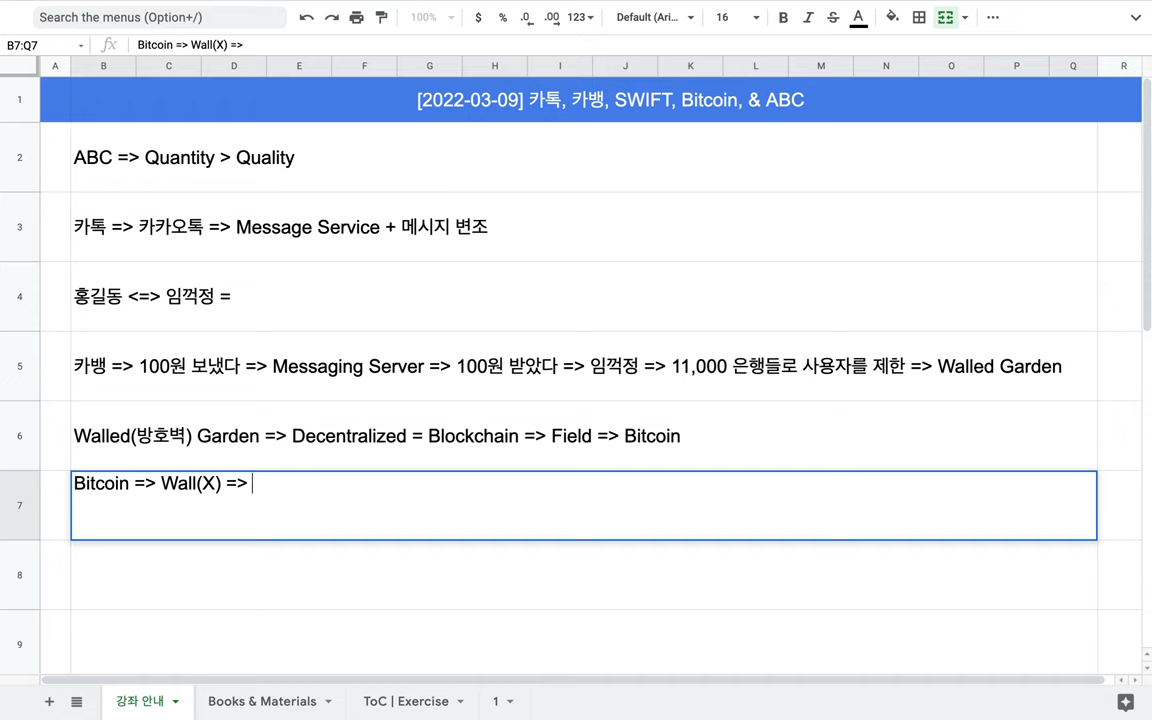 Search the menus (Option+/)
100%
$ % .0 .00 123
Default (Ari...
16
B I S A
B7:Q7
fx
Bitcoin => Wall(X) =>
A B C D E F G H I J K L M N O P Q R
1
[2022-03-09] 카톡, 카뱅, SWIFT, Bitcoin, & ABC
2
ABC => Quantity > Quality
3
카톡 => 카카오톡 => Message Service + 메시지 변조
4
홍길동 <=> 임꺽정 =
5
카뱅 => 100원 보냈다 => Messaging Server => 100원 받았다 => 임꺽정 => 11,000 은행들로 사용자를 제한 => Walled Garden
6
Walled(방호벽) Garden => Decentralized = Blockchain => Field => Bitcoin
7
Bitcoin => Wall(X) =>
8
9
강좌 안내
Books & Materials
ToC | Exercise
1